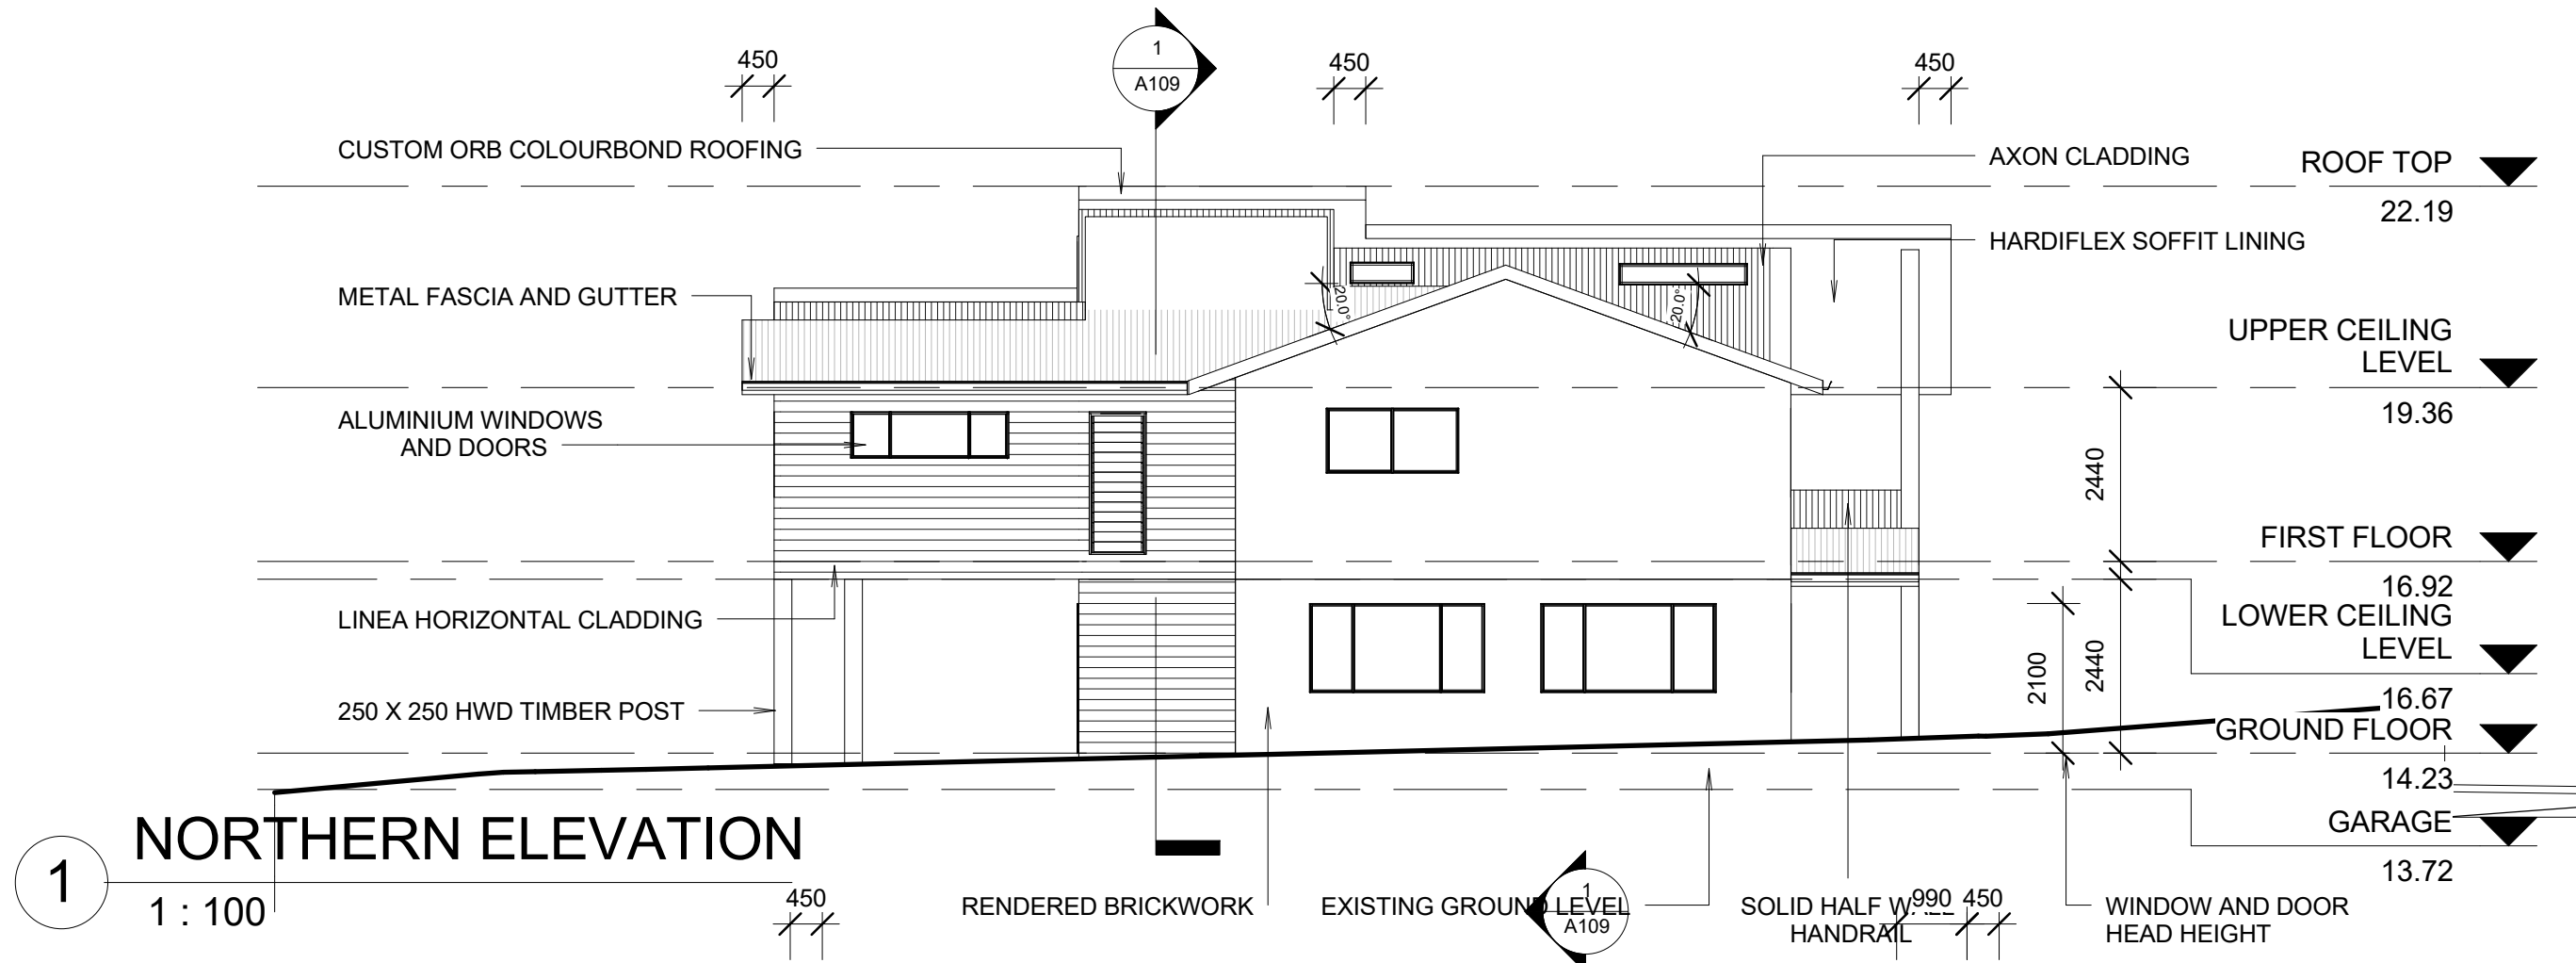 450
1
A109
450
450
CUSTOM ORB COLOURBOND ROOFING
AXON CLADDING
ROOF TOP
22.19
HARDIFLEX SOFFIT LINING
METAL FASCIA AND GUTTER
20.0°
20.0°
UPPER CEILING
LEVEL
19.36
ALUMINIUM WINDOWS
AND DOORS
2440
FIRST FLOOR
16.92
LINEA HORIZONTAL CLADDING
LOWER CEILING
LEVEL
16.67
2100
2440
250 X 250 HWD TIMBER POST
GROUND FLOOR
14.23
GARAGE
13.72
1
NORTHERN ELEVATION
1 : 100
450
RENDERED BRICKWORK
EXISTING GROUND LEVEL
1
A109
SOLID HALF WALL
HANDRAIL
990
450
WINDOW AND DOOR
HEAD HEIGHT